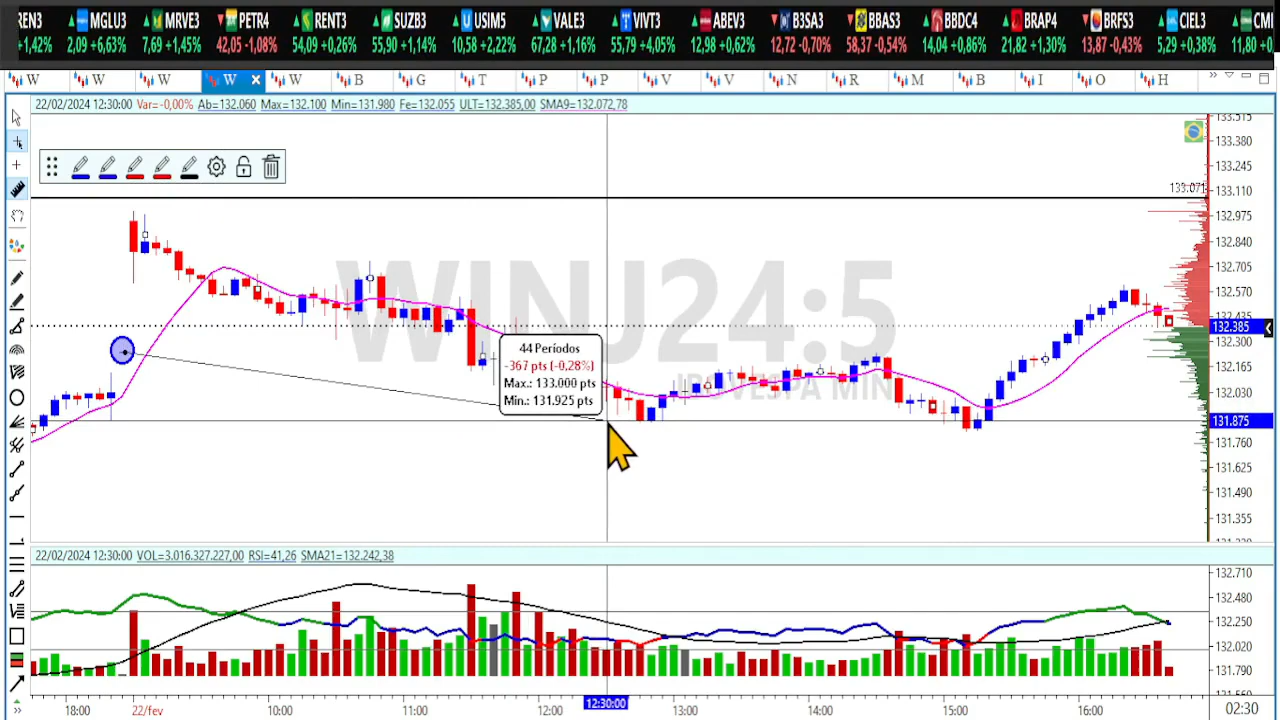 REN3 MGLU3 MRVE3 PETR4 RENT3 SUZB3 USIM5 VALE3 VIVT3 ABEV3 B3SA3 BBAS3 BBDC4 BRAP4 BRFS3 CIEL3 CMI
+1,42% 2,09 +6,63% 7,69 +1,45% 42,05 -1,08% 54,09 +0,26% 55,90 +1,14% 10,58 +2,22% 67,28 +1,16% 55,79 +4,05% 12,98 +0,62% 12,72 -0,70% 58,37 -0,54% 14,04 +0,86% 21,82 +1,30% 13,87 -0,43% 5,29 +0,38% 11,80 +0
W W W W W B G T P P V V N R M B I O H
22/02/2024 12:30:00 Var=-0,00% Ab=132.060 Max=132.100 Min=131.980 Fe=132.055 ULT=132.385,00 SMA9=132.072,78
133.515
133.380
133.245
133.071
133.110
132.975
132.840
132.705
WINJ24:5
132.570
132.385
44 Períodos
132.300
-367 pts (-0,28%)
132.165
Max.: 133.000 pts
IBOVESPA MINI
Min.: 131.925 pts
132.030
131.875
131.760
131.625
131.490
131.355
22/02/2024 12:30:00 VOL=3.016.327.227,00 RSI=41,26 SMA21=132.242,38
132.710
132.480
132.250
132.020
131.790
131.560
18:00 22/fev 10:00 11:00 12:00 12:30:00 13:00 14:00 15:00 16:00 02:30